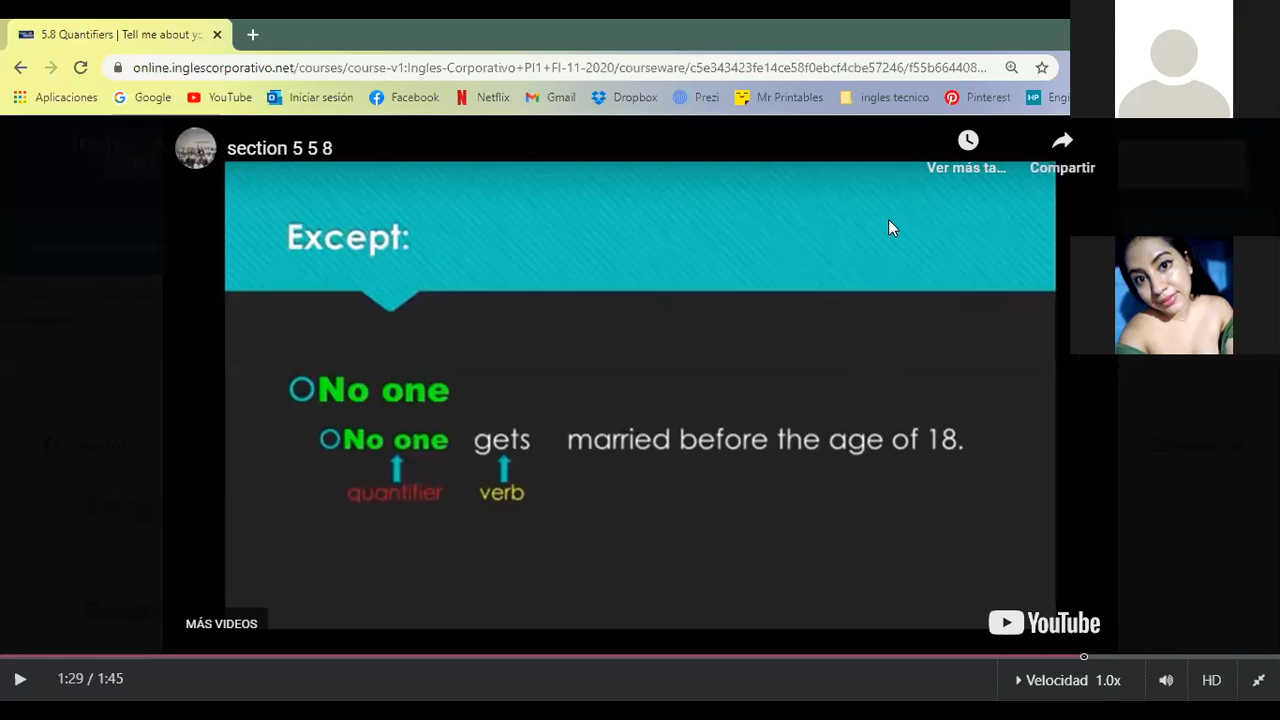 5.8 Quantifiers | Tell me about yo
online.inglescorporativo.net/courses/course-v1:Ingles-Corporativo+PI1+FI-11-2020/courseware/c5e343423fe14ce58f0ebcf4cbe57246/f55b664408...
Aplicaciones Google YouTube Iniciar sesión Facebook Netflix Gmail Dropbox Prezi Mr Printables ingles tecnico Pinterest Engl
section 5 5 8
Ver más ta... Compartir
Except:
No one
No one gets married before the age of 18.
quantifier verb
MÁS VIDEOS
YouTube
1:29 / 1:45
Velocidad 1.0x HD